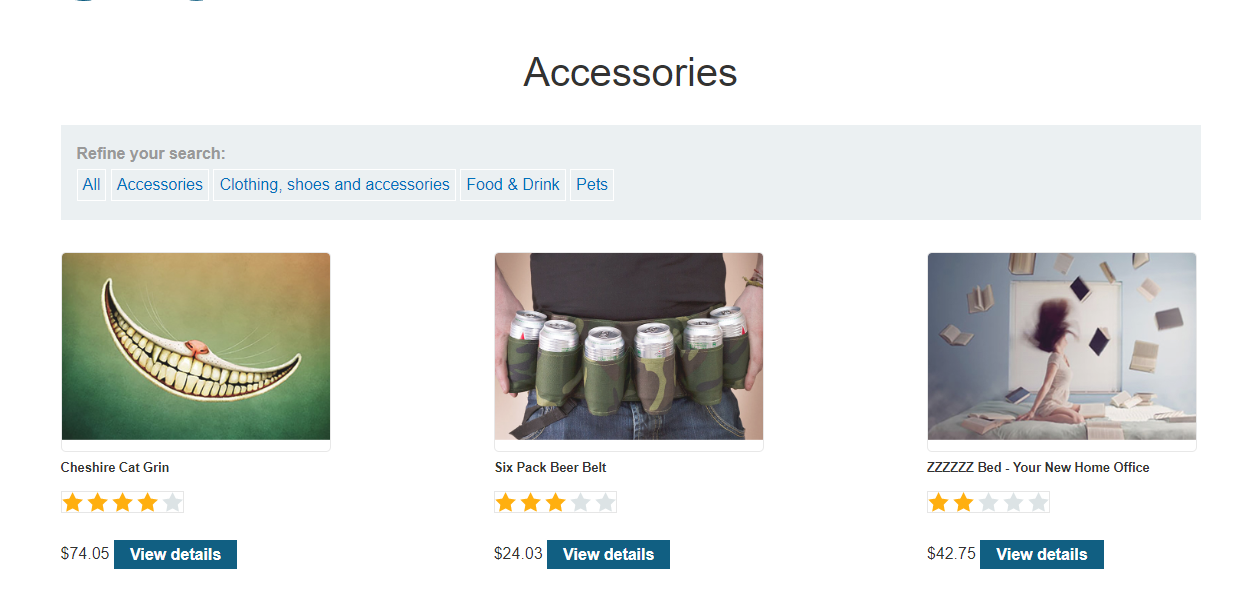 Accessories
Refine your search:
All Accessories Clothing, shoes and accessories Food & Drink Pets
Cheshire Cat Grin
Six Pack Beer Belt
ZZZZZZ Bed - Your New Home Office
$74.05 View details
$24.03 View details
$42.75 View details